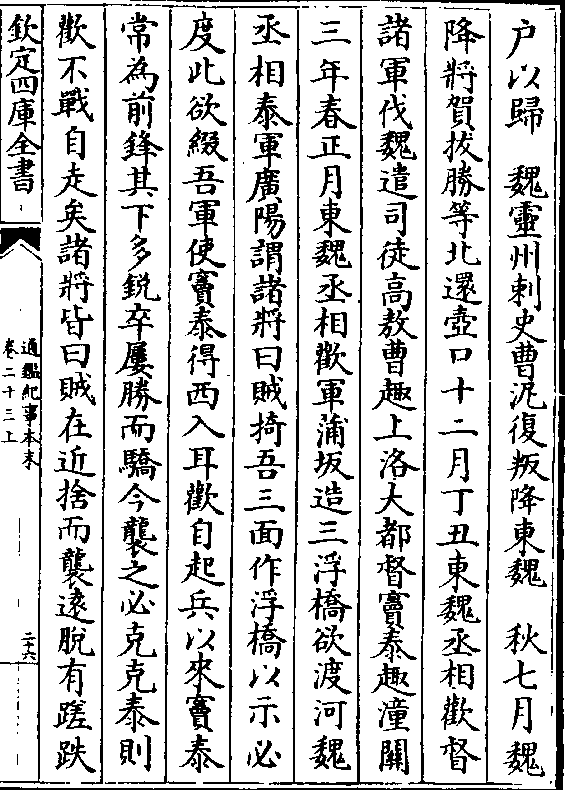 户以歸　魏靈州刺史曹泥復叛降東魏　秋七月魏
降將賀拔勝等北還壺口十二月丁丑東魏丞相歡督
諸軍伐魏遣司徒高敖曹趣上洛大都督竇泰趣潼關
三年春正月東魏丞相歡軍蒲坂造三浮橋欲渡河魏
丞相泰軍廣陽謂諸將曰賊掎吾三面作浮橋以示必
度此欲綴吾軍使竇泰得西入耳歡自起兵以來竇泰
常為前鋒其下多銳卒屢勝而驕今襲之必克克泰則
歡不戰自走矣諸將皆曰賊在近捨而襲遠脫有蹉跌
欽定四庫全書
通鑑紀事本末
卷二十三上
二十六